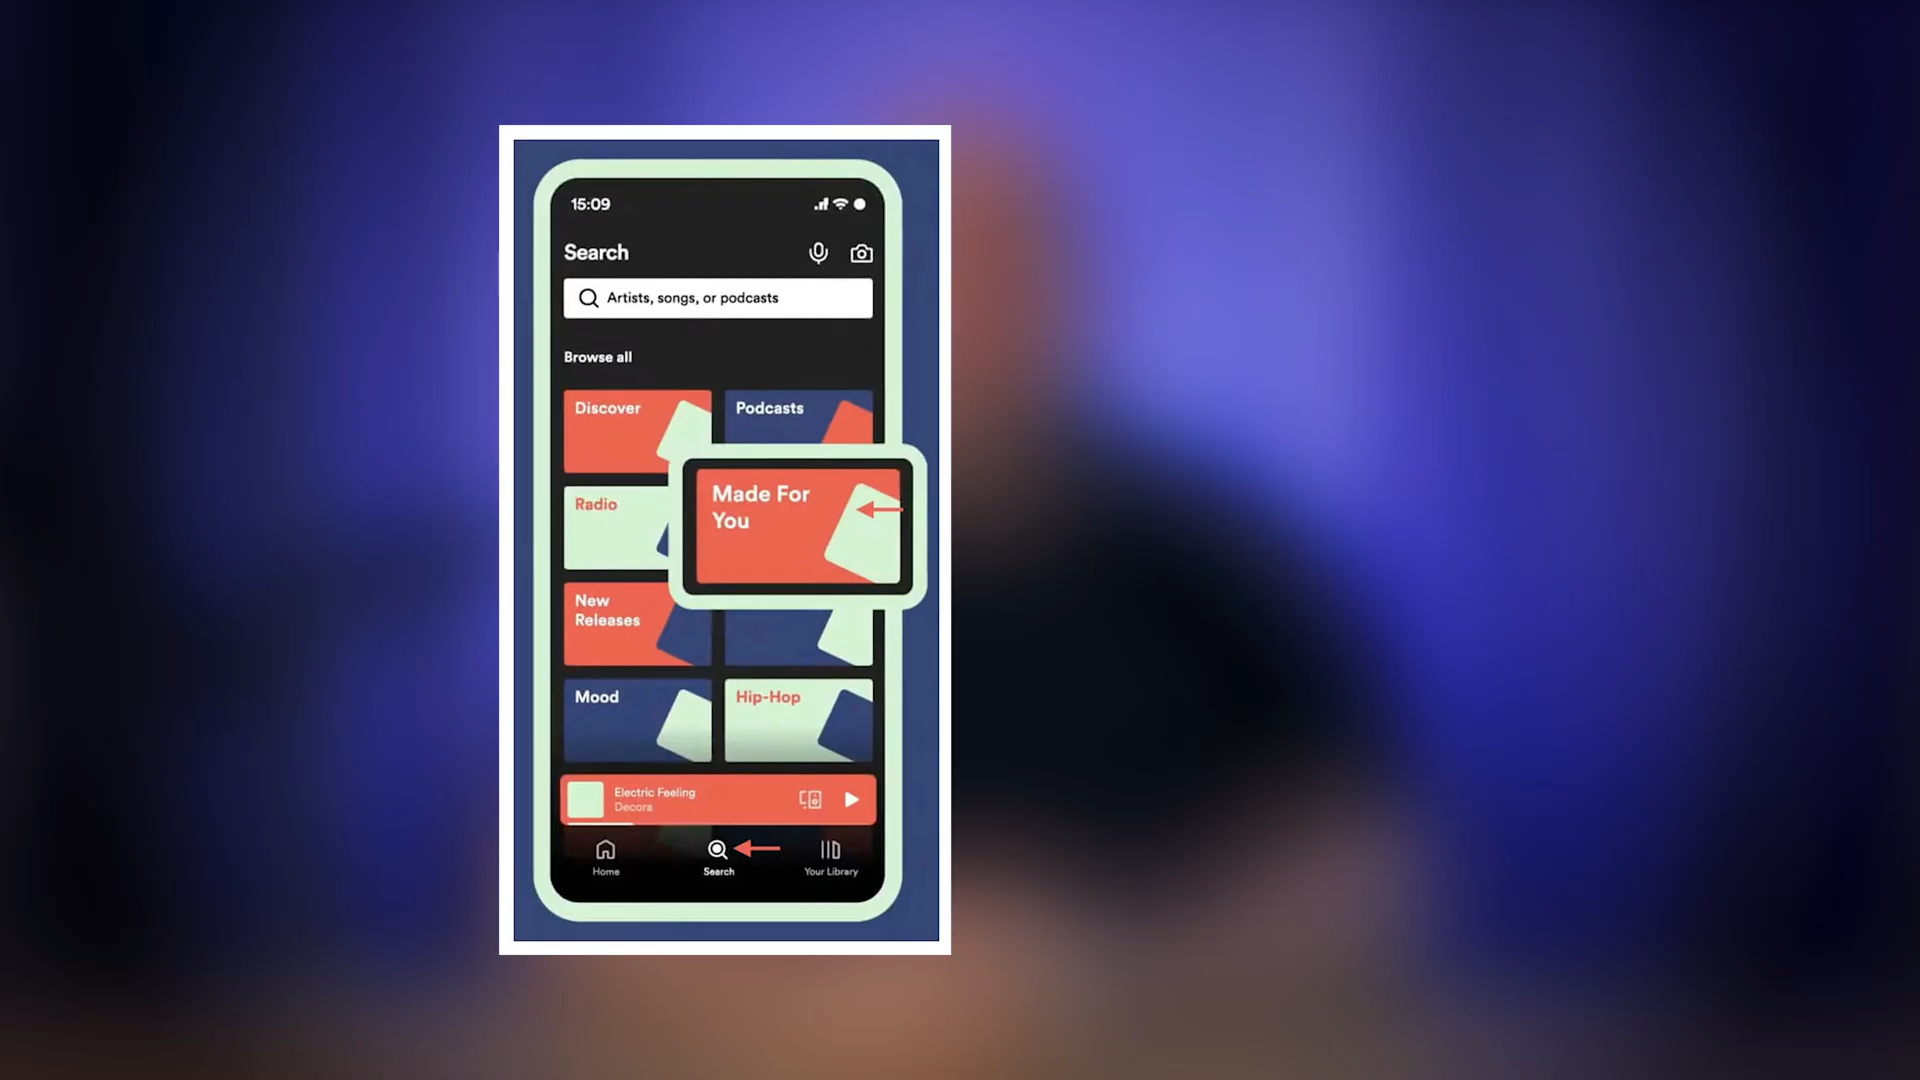 15:09
Search
Artists, songs, or podcasts
Browse all
Discover
Podcasts
Radio
Made For
You
New
Releases
Mood
Hip-Hop
Electric Feeling
Decora
Home
Search
Your Library